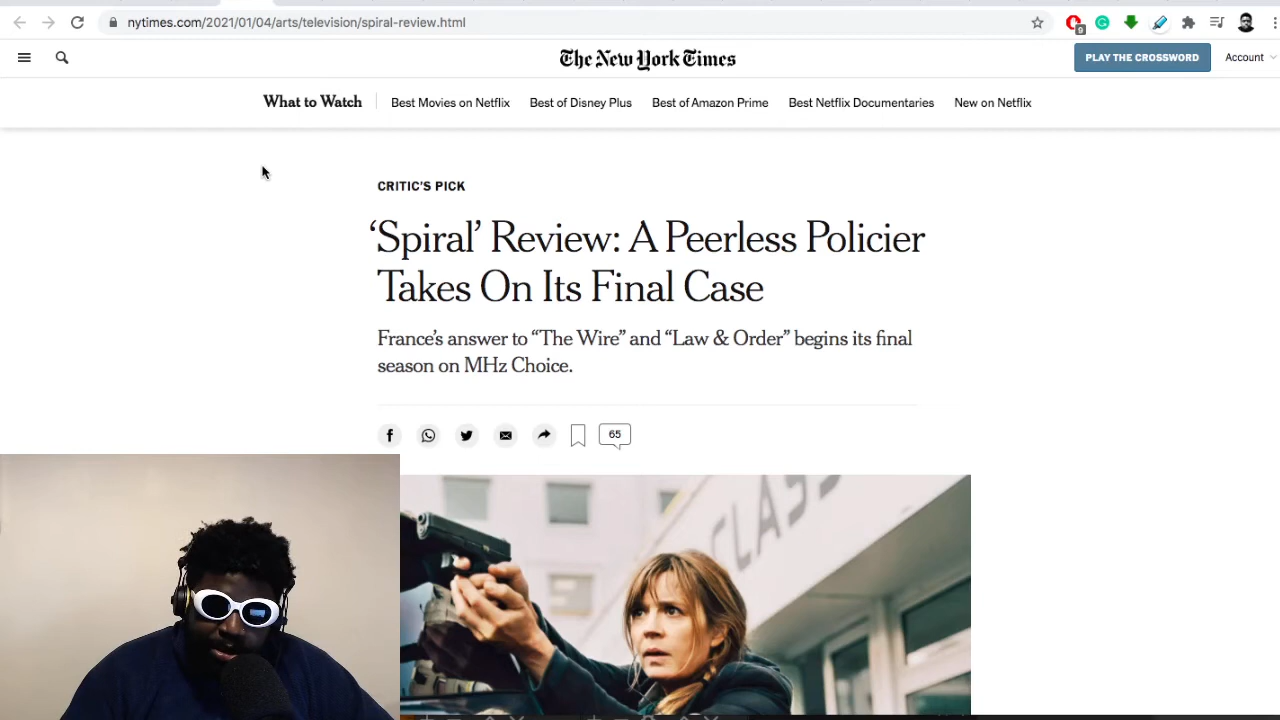 nytimes.com/2021/01/04/arts/television/spiral-review.html
9
The New York Times
PLAY THE CROSSWORD
Account
What to Watch
Best Movies on Netflix
Best of Disney Plus
Best of Amazon Prime
Best Netflix Documentaries
New on Netflix
CRITIC'S PICK
‘Spiral’ Review: A Peerless Policier
Takes On Its Final Case
France’s answer to “The Wire” and “Law & Order” begins its final
season on MHz Choice.
65
CLASS